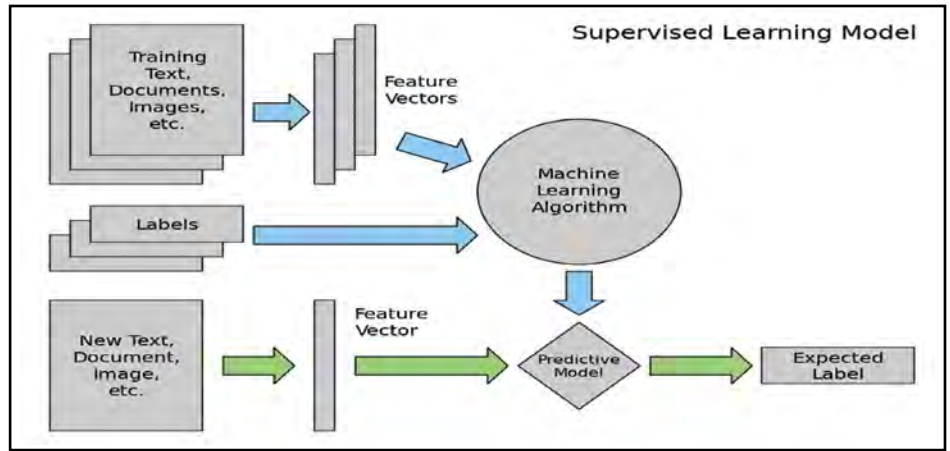 Supervised Learning Model
Training
Text,
Documents,
Images,
etc.
Feature
Vectors
Machine
Learning
Algorithm
Labels
New Text,
Document,
Image,
etc.
Feature
Vector
Predictive
Model
Expected
Label